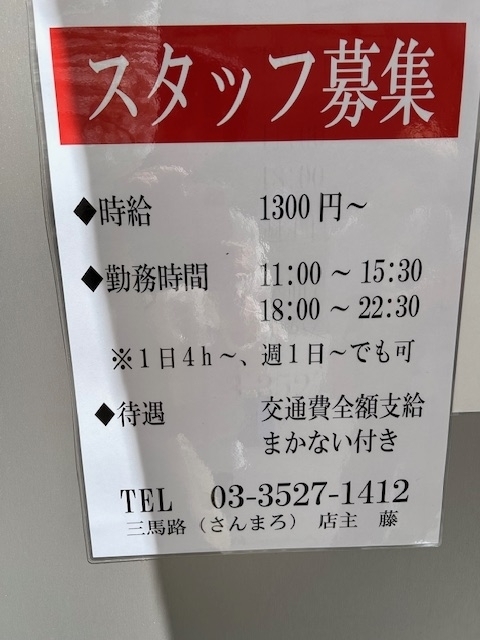 スタッフ募集
◆時給 1300円～
◆勤務時間 11:00 ～ 15:30
18:00 ～ 22:30
※1日4h～、週1日～でも可
◆待遇 交通費全額支給
まかない付き
TEL 03-3527-1412
三馬路（さんまろ） 店主 藤